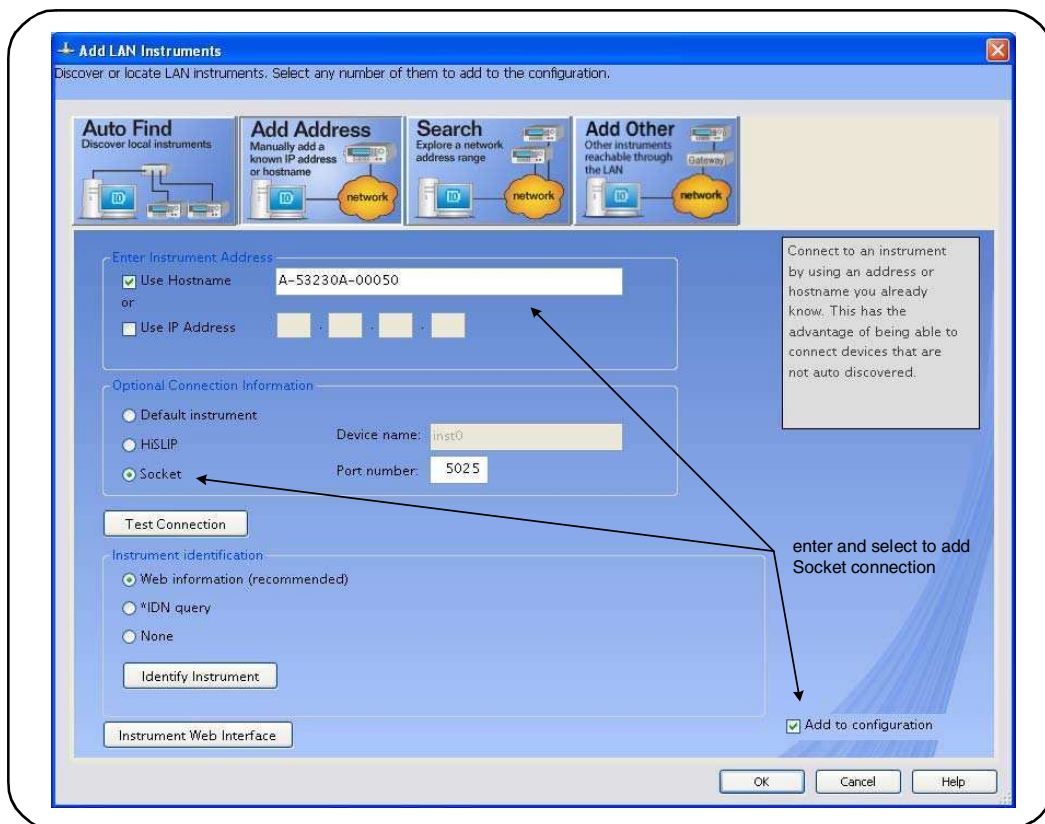 Add LAN Instruments
Discover or locate LAN instruments. Select any number of them to add to the configuration.
Auto Find
Discover local instruments
Add Address
Manually add a
known IP address
or hostname
network
Search
Explore a network
address range
network
Add Other
Other instruments
reachable through
the LAN
Gateway
network
Enter Instrument Address
Use Hostname
A-53230A-00050
or
Use IP Address
. . .
Connect to an instrument
by using an address or
hostname you already
know. This has the
advantage of being able to
connect devices that are
not auto discovered.
Optional Connection Information
Default instrument
HiSLIP
Device name: inst0
Socket
Port number: 5025
Test Connection
enter and select to add
Socket connection
Instrument identification
Web information (recommended)
*IDN query
None
Identify Instrument
Add to configuration
Instrument Web Interface
OK
Cancel
Help